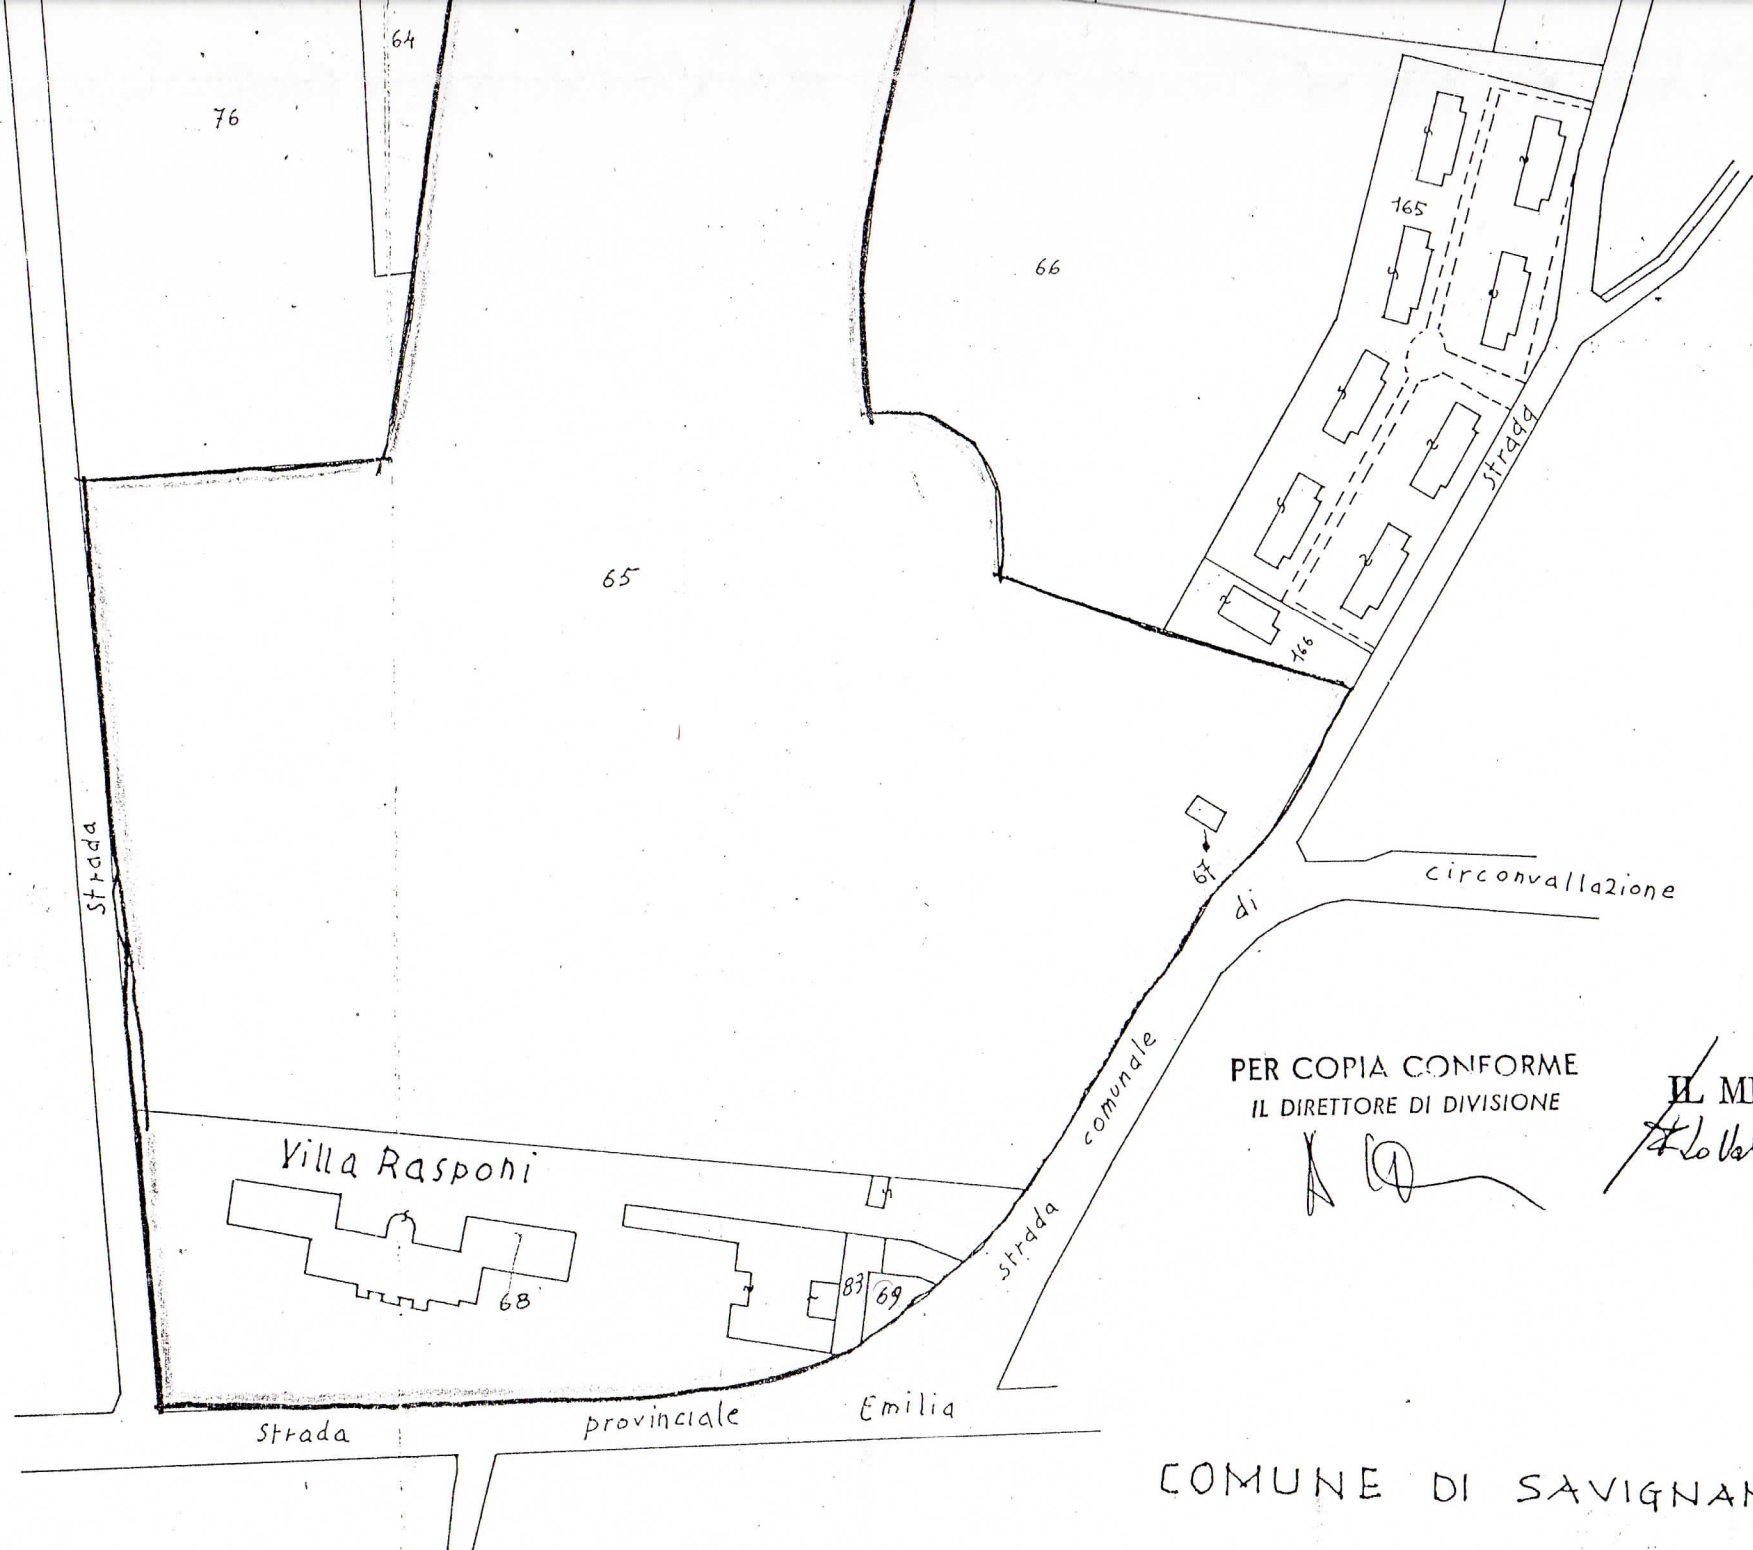 64
76
165
66
strada
65
166
67
di
circonvallazione
strada
comunale
PER COPIA CONFORME
IL DIRETTORE DI DIVISIONE
IL
Villa Rasponi
strada
68
83
69
Strada provinciale Emilia
COMUNE DI